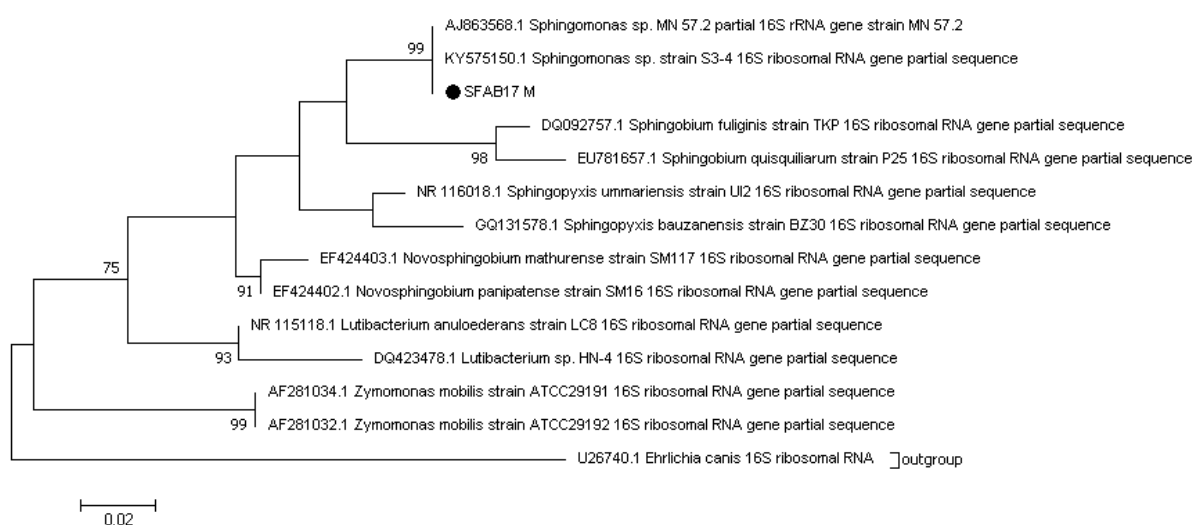 AJ863568.1 Sphingomonas sp. MN 57.2 partial 16S rRNA gene strain MN 57.2
99
KY575150.1 Sphingomonas sp. strain S3-4 16S ribosomal RNA gene partial sequence
SFAB17 M
DQ092757.1 Sphingobium fuliginis strain TKP 16S ribosomal RNA gene partial sequence
98
EU781657.1 Sphingobium quisquiliarum strain P25 16S ribosomal RNA gene partial sequence
NR 116018.1 Sphingopyxis ummariensis strain UI2 16S ribosomal RNA gene partial sequence
GQ131578.1 Sphingopyxis bauzanensis strain BZ30 16S ribosomal RNA gene partial sequence
EF424403.1 Novosphingobium mathurense strain SM117 16S ribosomal RNA gene partial sequence
75
91
EF424402.1 Novosphingobium panipatense strain SM16 16S ribosomal RNA gene partial sequence
NR 115118.1 Lutibacterium anuloederans strain LC8 16S ribosomal RNA gene partial sequence
93
DQ423478.1 Lutibacterium sp. HN-4 16S ribosomal RNA gene partial sequence
AF281034.1 Zymomonas mobilis strain ATCC29191 16S ribosomal RNA gene partial sequence
99
AF281032.1 Zymomonas mobilis strain ATCC29192 16S ribosomal RNA gene partial sequence
U26740.1 Ehrlichia canis 16S ribosomal RNA
outgroup
0.02